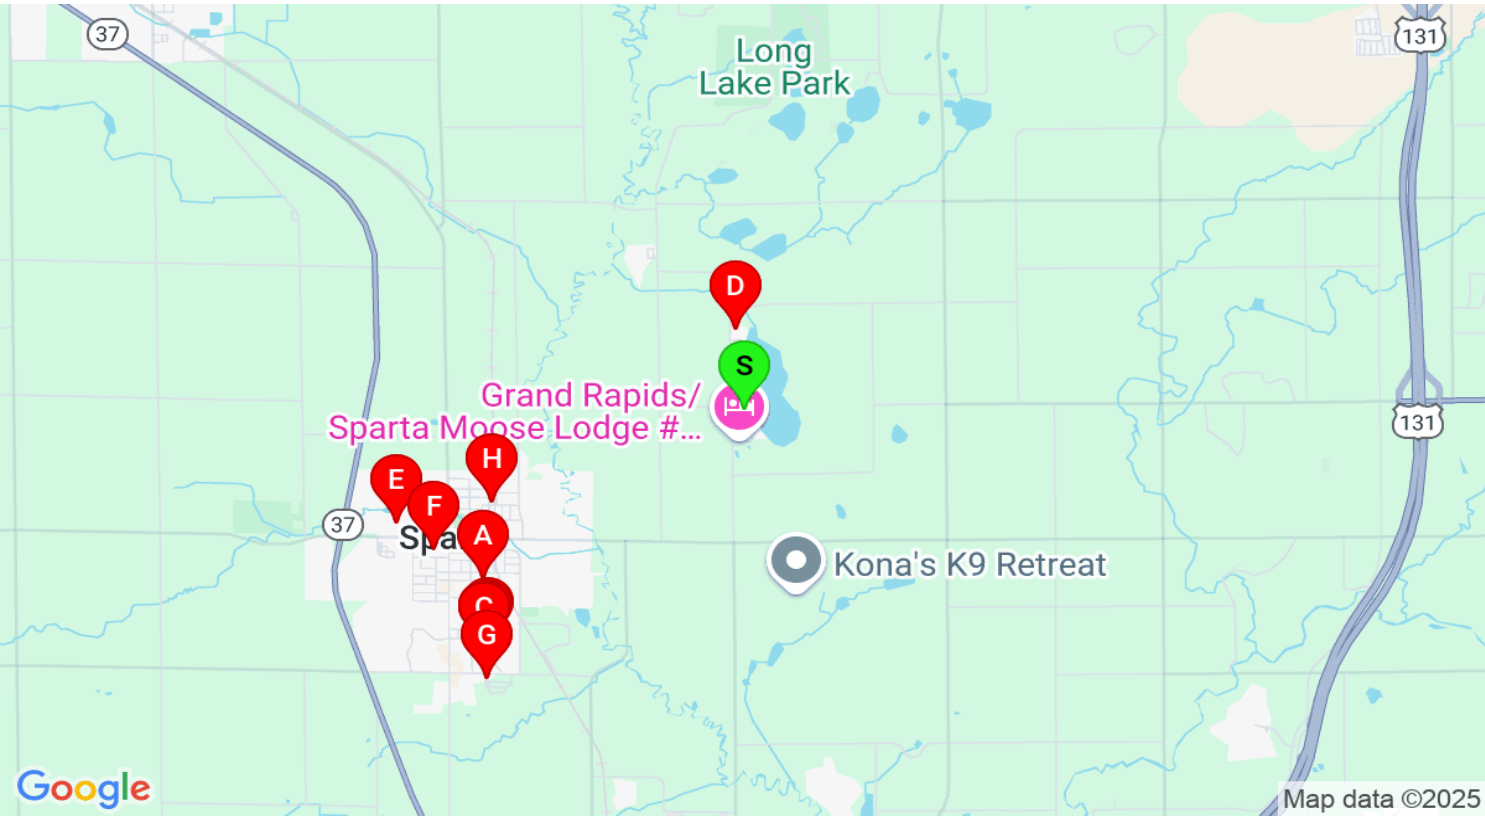 37
131
Long
Lake Park
D
S
Grand Rapids/
Sparta Moose Lodge #...
H
E
F
37
Spa
A
131
Kona's K9 Retreat
C
G
Google
Map data ©2025